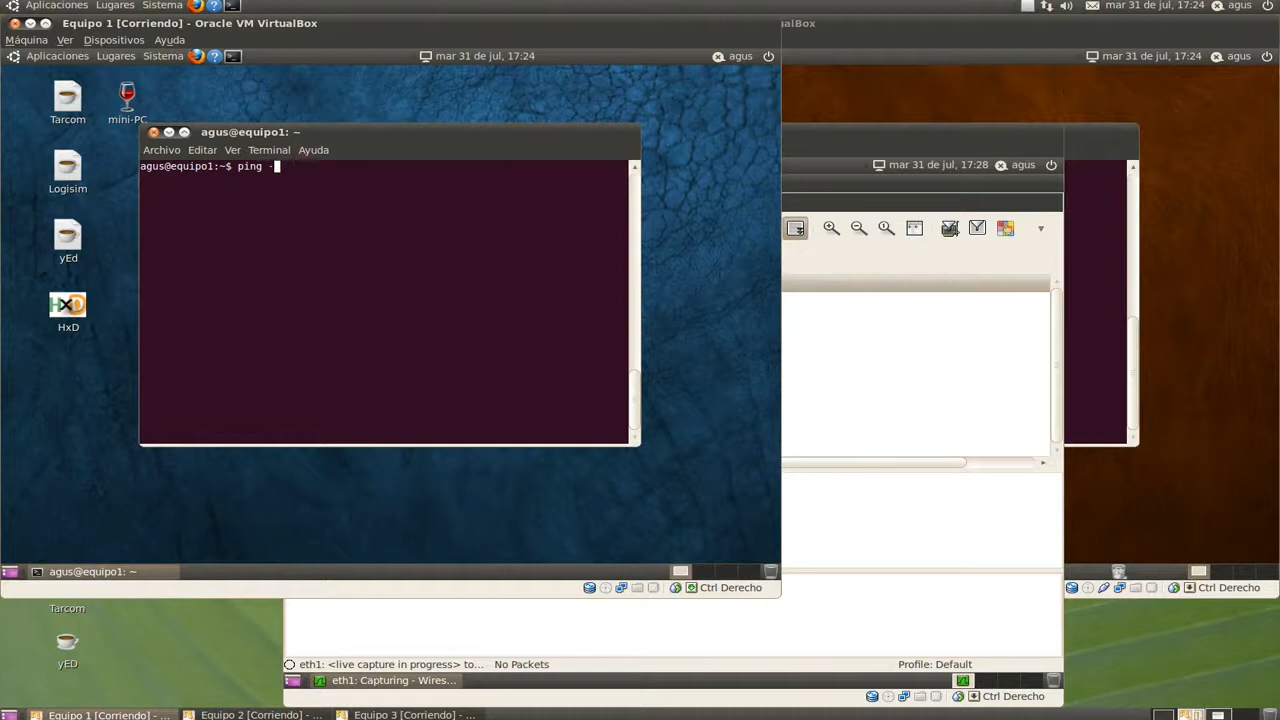 Aplicaciones Lugares Sistema mar 31 de jul, 17:24 agus
Equipo 1 [Corriendo] - Oracle VM VirtualBox
ualBox
Máquina Ver Dispositivos Ayuda
Aplicaciones Lugares Sistema mar 31 de jul, 17:24 agus
mar 31 de jul, 17:24 agus
Tarcom
mini-PC
Logisim
yEd
HxD
HxD
agus@equipo1: ~
Archivo Editar Ver Terminal Ayuda
agus@equipo1:~$ ping -
mar 31 de jul, 17:28 agus
agus@equipo1: ~
Ctrl Derecho
Ctrl Derecho
Tarcom
yED
eth1: <live capture in progress> to... No Packets Profile: Default
eth1: Capturing - Wires...
Ctrl Derecho
Equipo 1 [Corriendo] - ... Equipo 2 [Corriendo] - ... Equipo 3 [Corriendo] - ...